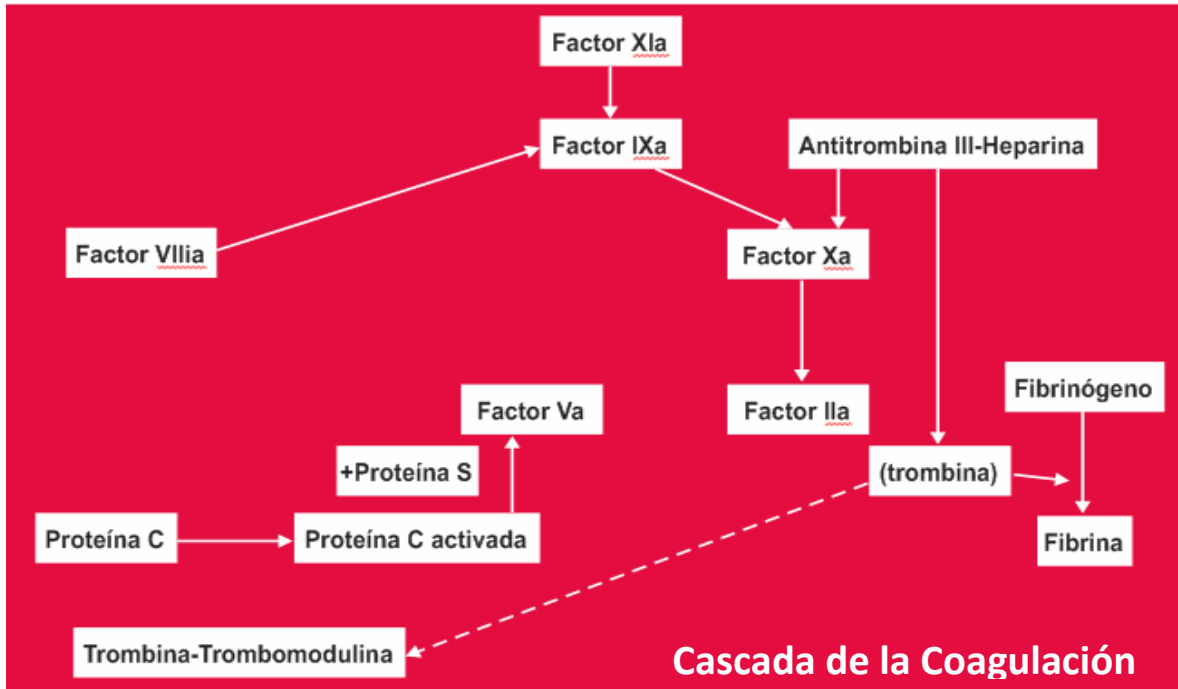 Factor XIa
Factor IXa
Antitrombina III-Heparina
Factor VIIia
Factor Xa
Fibrinógeno
Factor Va
Factor IIa
+Proteína S
(trombina)
Proteína C
Proteína C activada
Fibrina
Trombina-Trombomodulina
Cascada de la Coagulación